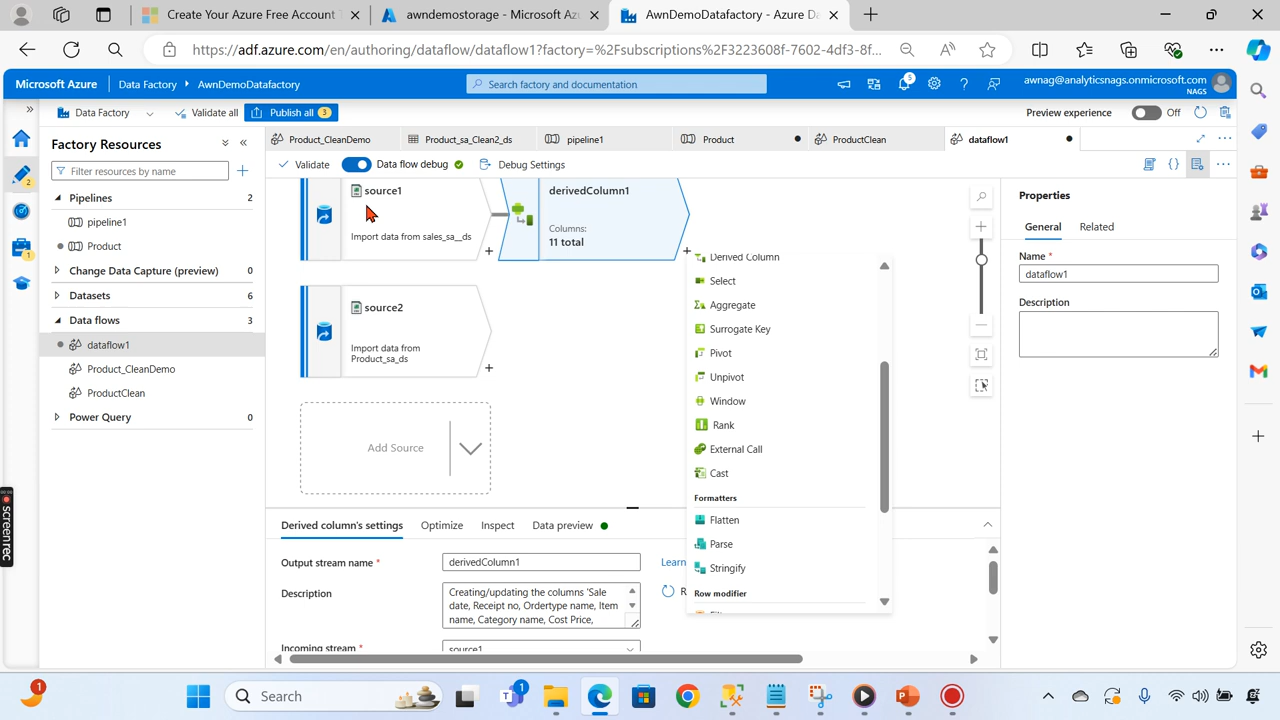 Create Your Azure Free Account
awndemostorage - Microsoft Az
AwnDemoDatafactory - Azure Da
https://adf.azure.com/en/authoring/dataflow/dataflow1?factory=%2Fsubscriptions%2F3223608f-7602-4df3-8f...
Microsoft Azure
Data Factory
AwnDemoDatafactory
Search factory and documentation
5
awnag@analyticsnags.onmicrosoft.com
NAGS
Data Factory
Validate all
Publish all
3
Preview experience
Off
Factory Resources
Filter resources by name
2
1
Pipelines 2
pipeline1
Product
Change Data Capture (preview) 0
Datasets 6
Data flows 3
dataflow1
Product_CleanDemo
ProductClean
Power Query 0
Product_CleanDemo
Product_sa_Clean2_ds
pipeline1
Product
ProductClean
dataflow1
Validate
Data flow debug
Debug Settings
source1
Import data from sales_sa__ds
derivedColumn1
Columns:
11 total
source2
Import data from
Product_sa_ds
Add Source
Derived Column
Select
Aggregate
Surrogate Key
Pivot
Unpivot
Window
Rank
External Call
Cast
Formatters
Flatten
Parse
Stringify
Row modifier
Derived column's settings
Optimize
Inspect
Data preview
Output stream name *
derivedColumn1
Learn
Description
Creating/updating the columns 'Sale
date, Receipt no, Ordertype name, Item
name, Category name, Cost Price,
R
Incoming stream *
source1
Properties
General
Related
Name *
dataflow1
Description
screenrec
1
Search
1